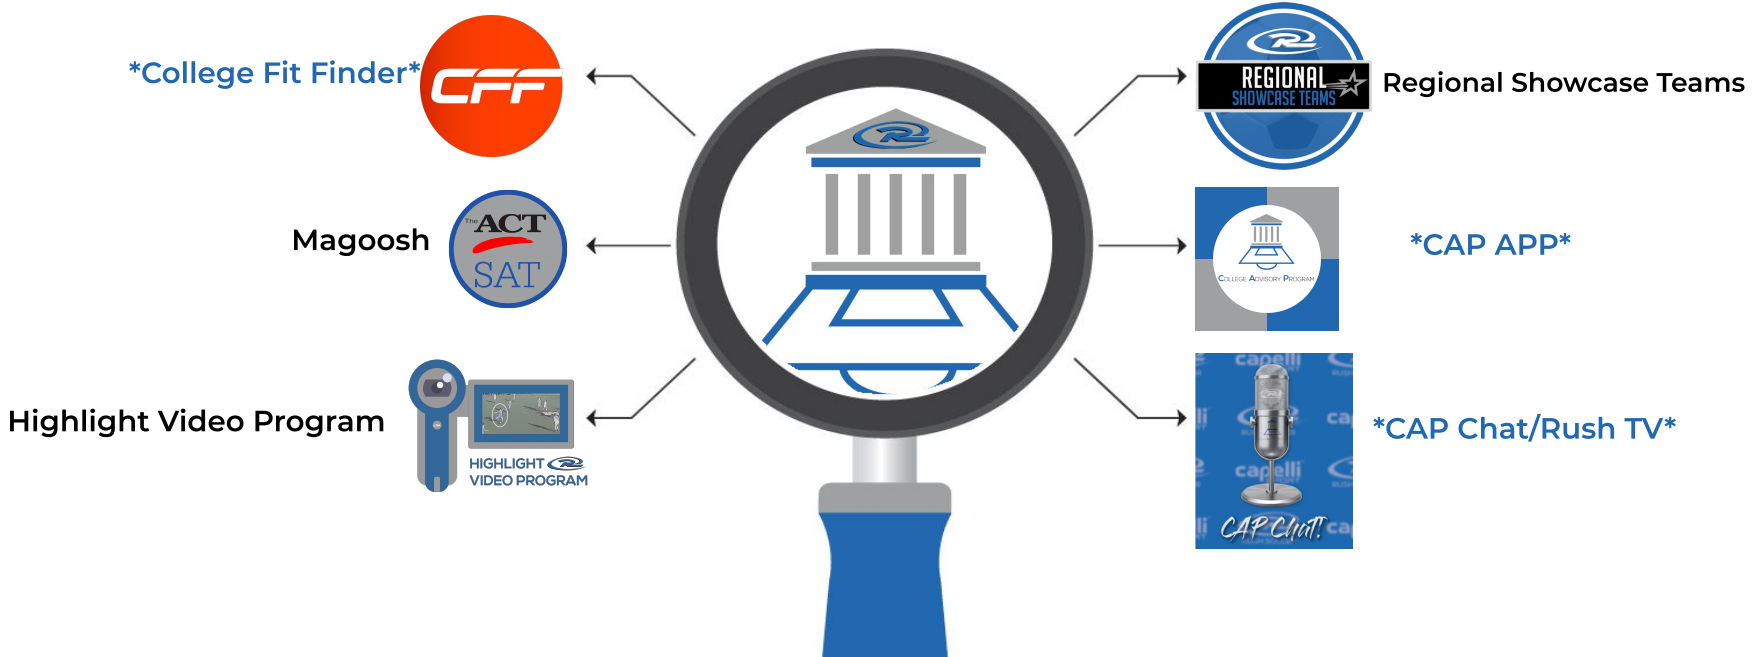 *College Fit Finder*
CFF
REGIONAL
SHOWCASE TEAMS
Regional Showcase Teams
Magoosh
The ACT
SAT
COLLEGE ADVISORY PROGRAM
*CAP APP*
Highlight Video Program
HIGHLIGHT
VIDEO PROGRAM
capelli
capelli
CAP Chat!
*CAP Chat/Rush TV*